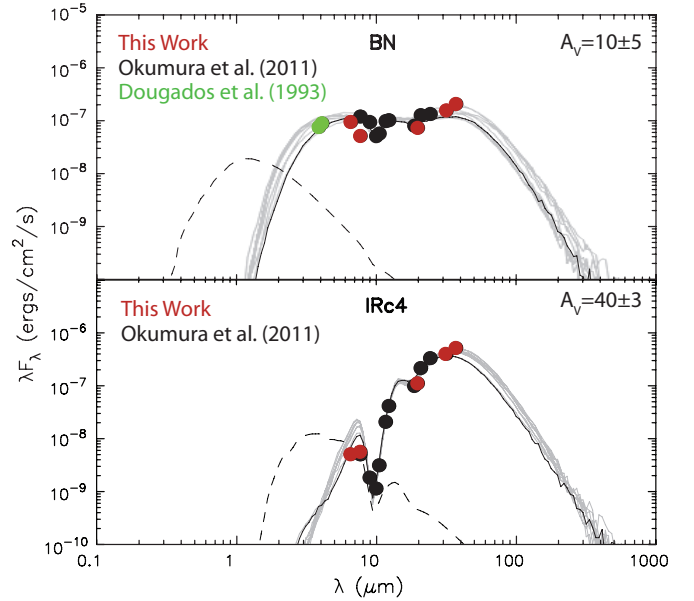 10⁻⁵
This Work
BN
A_V=10±5
Okumura et al. (2011)
10⁻⁶
Dougados et al. (1993)
10⁻⁷
10⁻⁸
10⁻⁹
λF_λ (ergs/cm²/s)
This Work
IRc4
A_V=40±3
Okumura et al. (2011)
10⁻⁶
10⁻⁷
10⁻⁸
10⁻⁹
10⁻¹⁰
0.1 1 10 100 1000
λ (μm)